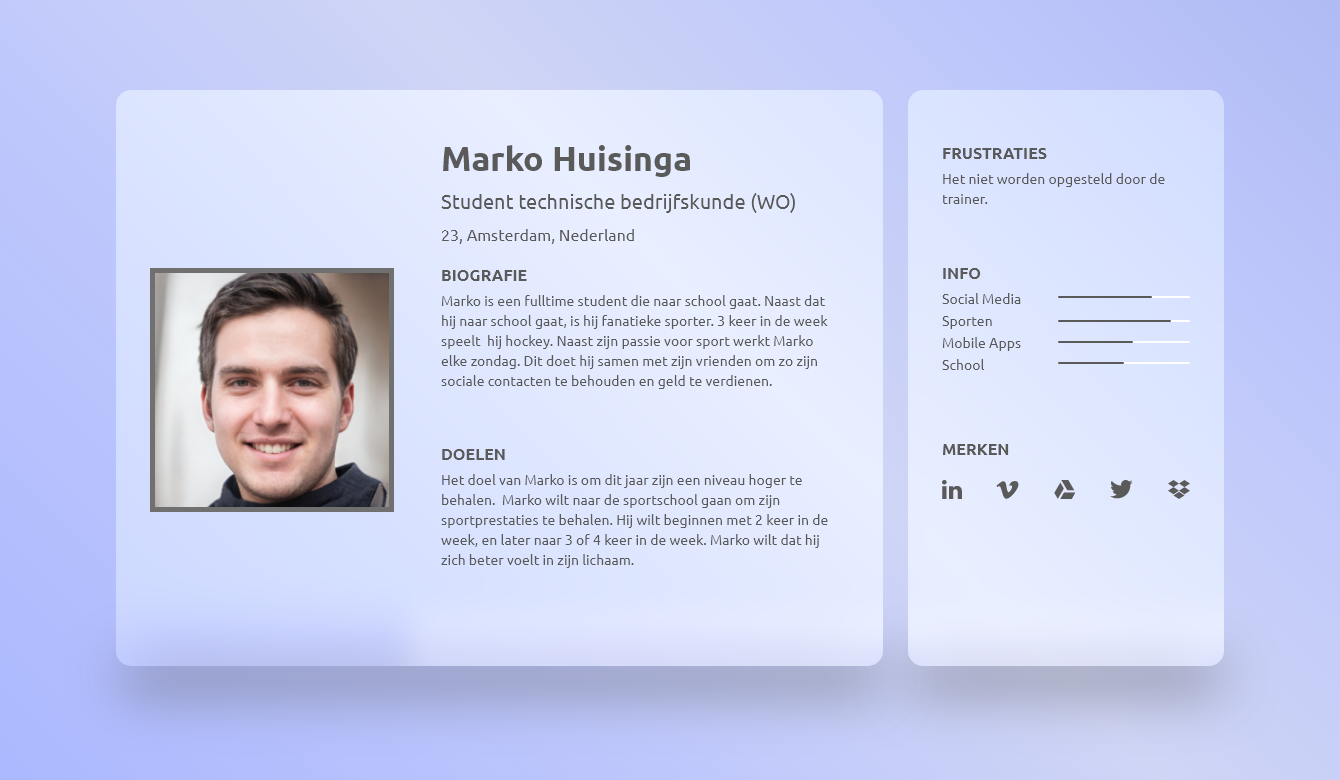 Marko Huisinga
Student technische bedrijfskunde (WO)
23, Amsterdam, Nederland
BIOGRAFIE
Marko is een fulltime student die naar school gaat. Naast dat
hij naar school gaat, is hij fanatieke sporter. 3 keer in de week
speelt  hij hockey. Naast zijn passie voor sport werkt Marko
elke zondag. Dit doet hij samen met zijn vrienden om zo zijn
sociale contacten te behouden en geld te verdienen.
DOELEN
Het doel van Marko is om dit jaar zijn een niveau hoger te
behalen.  Marko wilt naar de sportschool gaan om zijn
sportprestaties te behalen. Hij wilt beginnen met 2 keer in de
week, en later naar 3 of 4 keer in de week. Marko wilt dat hij
zich beter voelt in zijn lichaam.
FRUSTRATIES
Het niet worden opgesteld door de
trainer.
INFO
Social Media
Sporten
Mobile Apps
School
MERKEN
in